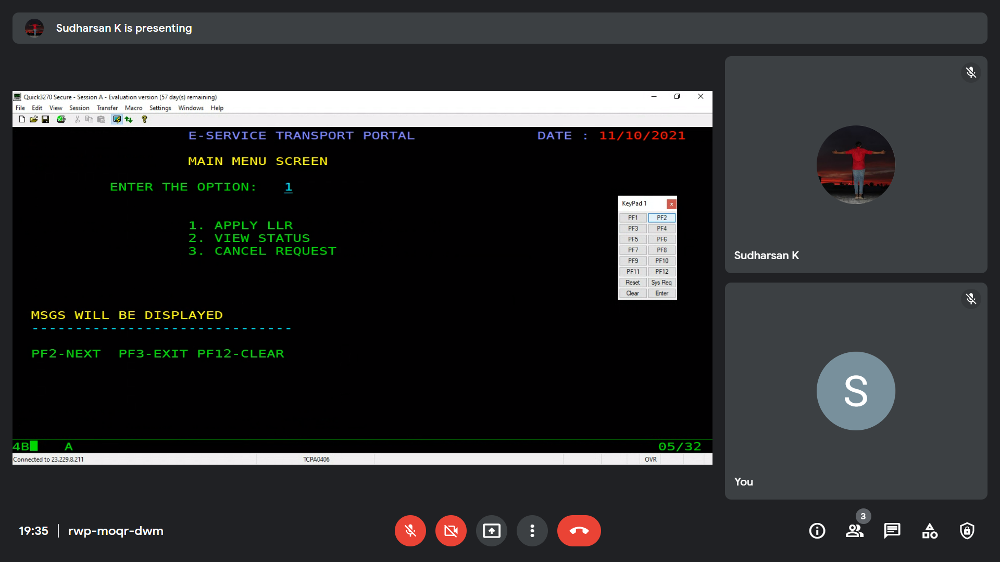 Sudharsan K is presenting
Quick3270 Secure - Session A - Evaluation version (57 day(s) remaining)
File Edit View Session Transfer Macro Settings Windows Help
E-SERVICE TRANSPORT PORTAL DATE : 11/10/2021
MAIN MENU SCREEN
ENTER THE OPTION: 1
1. APPLY LLR
2. VIEW STATUS
3. CANCEL REQUEST
MSGS WILL BE DISPLAYED
------------------------------
PF2-NEXT PF3-EXIT PF12-CLEAR
4B A 05/32
Connected to 23.229.8.211 TCPA0406 OVR
KeyPad 1 x
PF1 PF2
PF3 PF4
PF5 PF6
PF7 PF8
PF9 PF10
PF11 PF12
Reset Sys Req
Clear Enter
Sudharsan K
S
You
19:35 | rwp-moqr-dwm
3